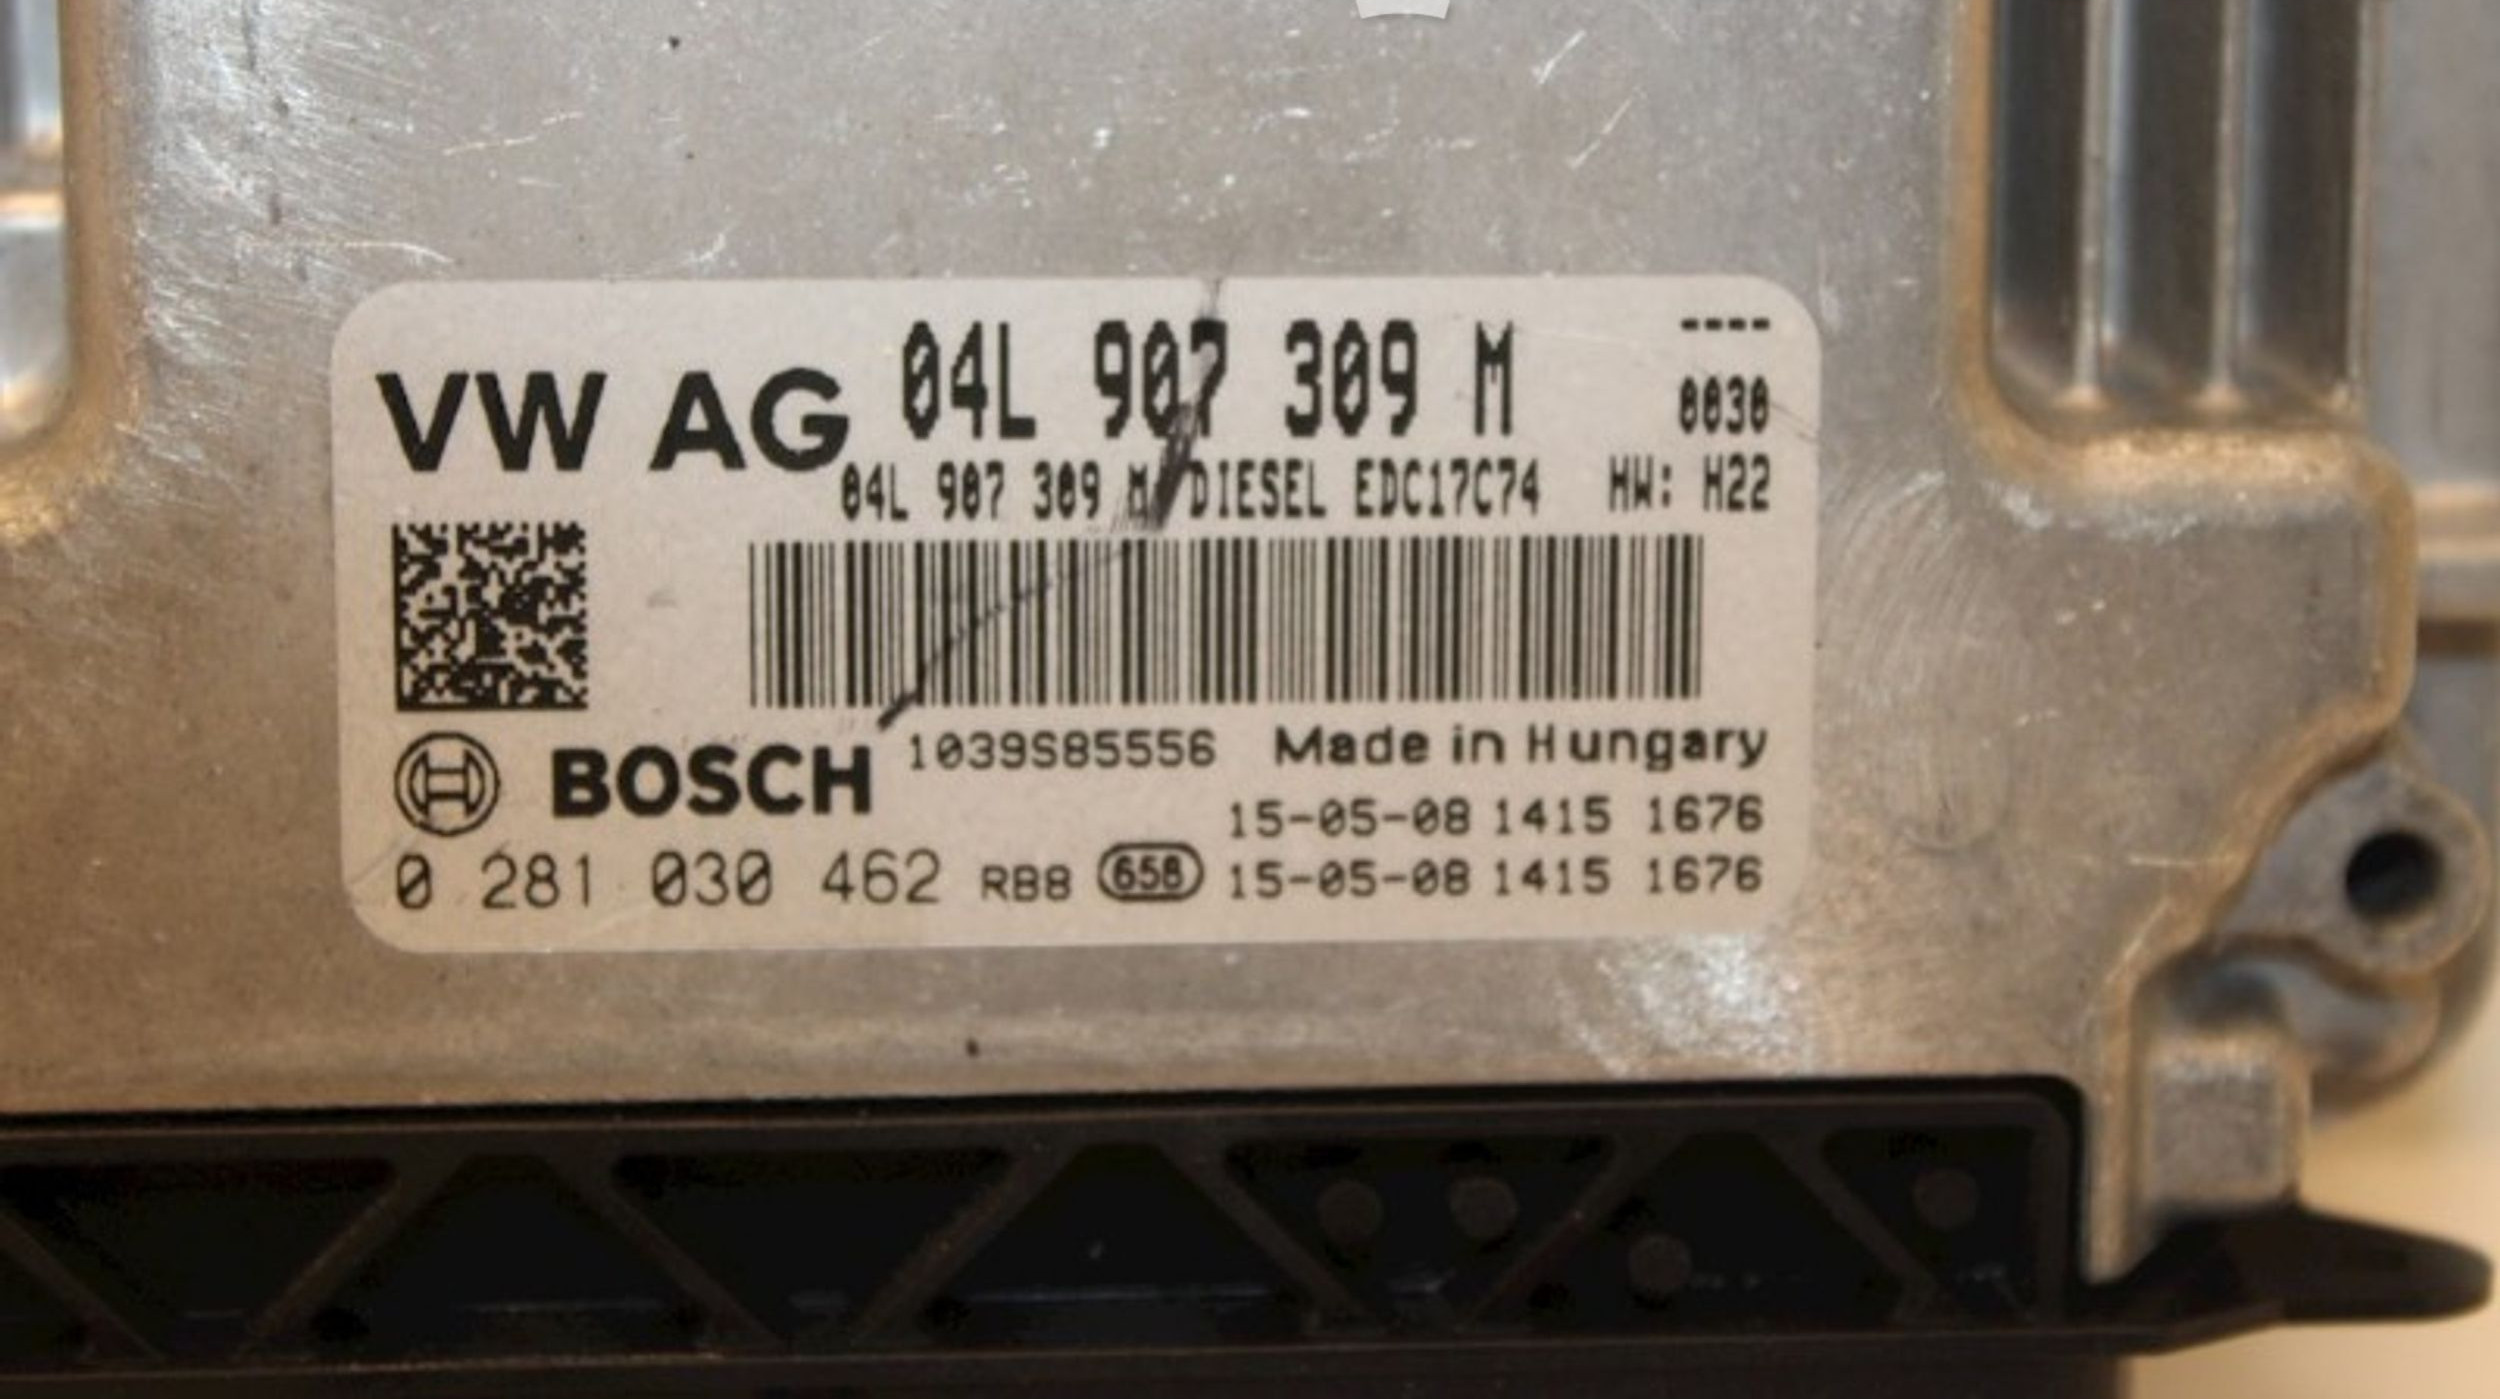 VW AG 04L 907 309 M ----
0030
04L 907 309 M DIESEL EDC17C74 HW: H22
BOSCH 1039S85556 Made in Hungary
15-05-08 1415 1676
0 281 030 462 RB8 658 15-05-08 1415 1676